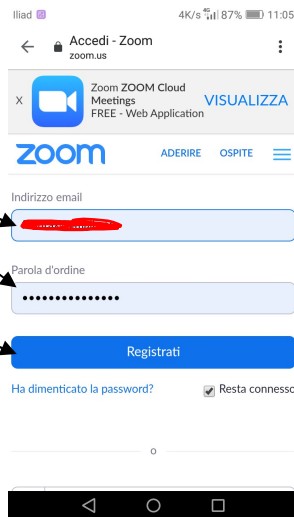 Iliad 4K/s 4G 87% 11:05
Accedi - Zoom
zoom.us
X
Zoom ZOOM Cloud
Meetings
FREE - Web Application
VISUALIZZA
zoom ADERIRE OSPITE
Indirizzo email
Parola d'ordine
•••••••••••••••
Registrati
Ha dimenticato la password? Resta connesso
o